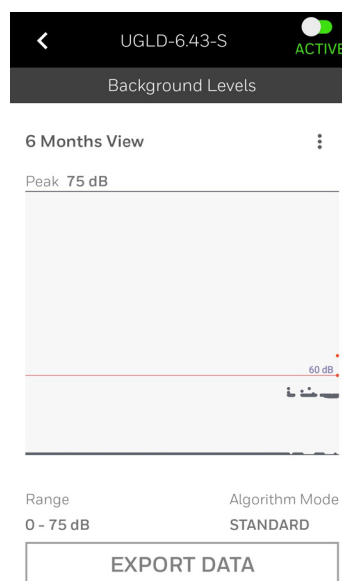 UGLD-6.43-S
ACTIVE
Background Levels
6 Months View
Peak 75 dB
60 dB
Range
Algorithm Mode
0 - 75 dB
STANDARD
EXPORT DATA